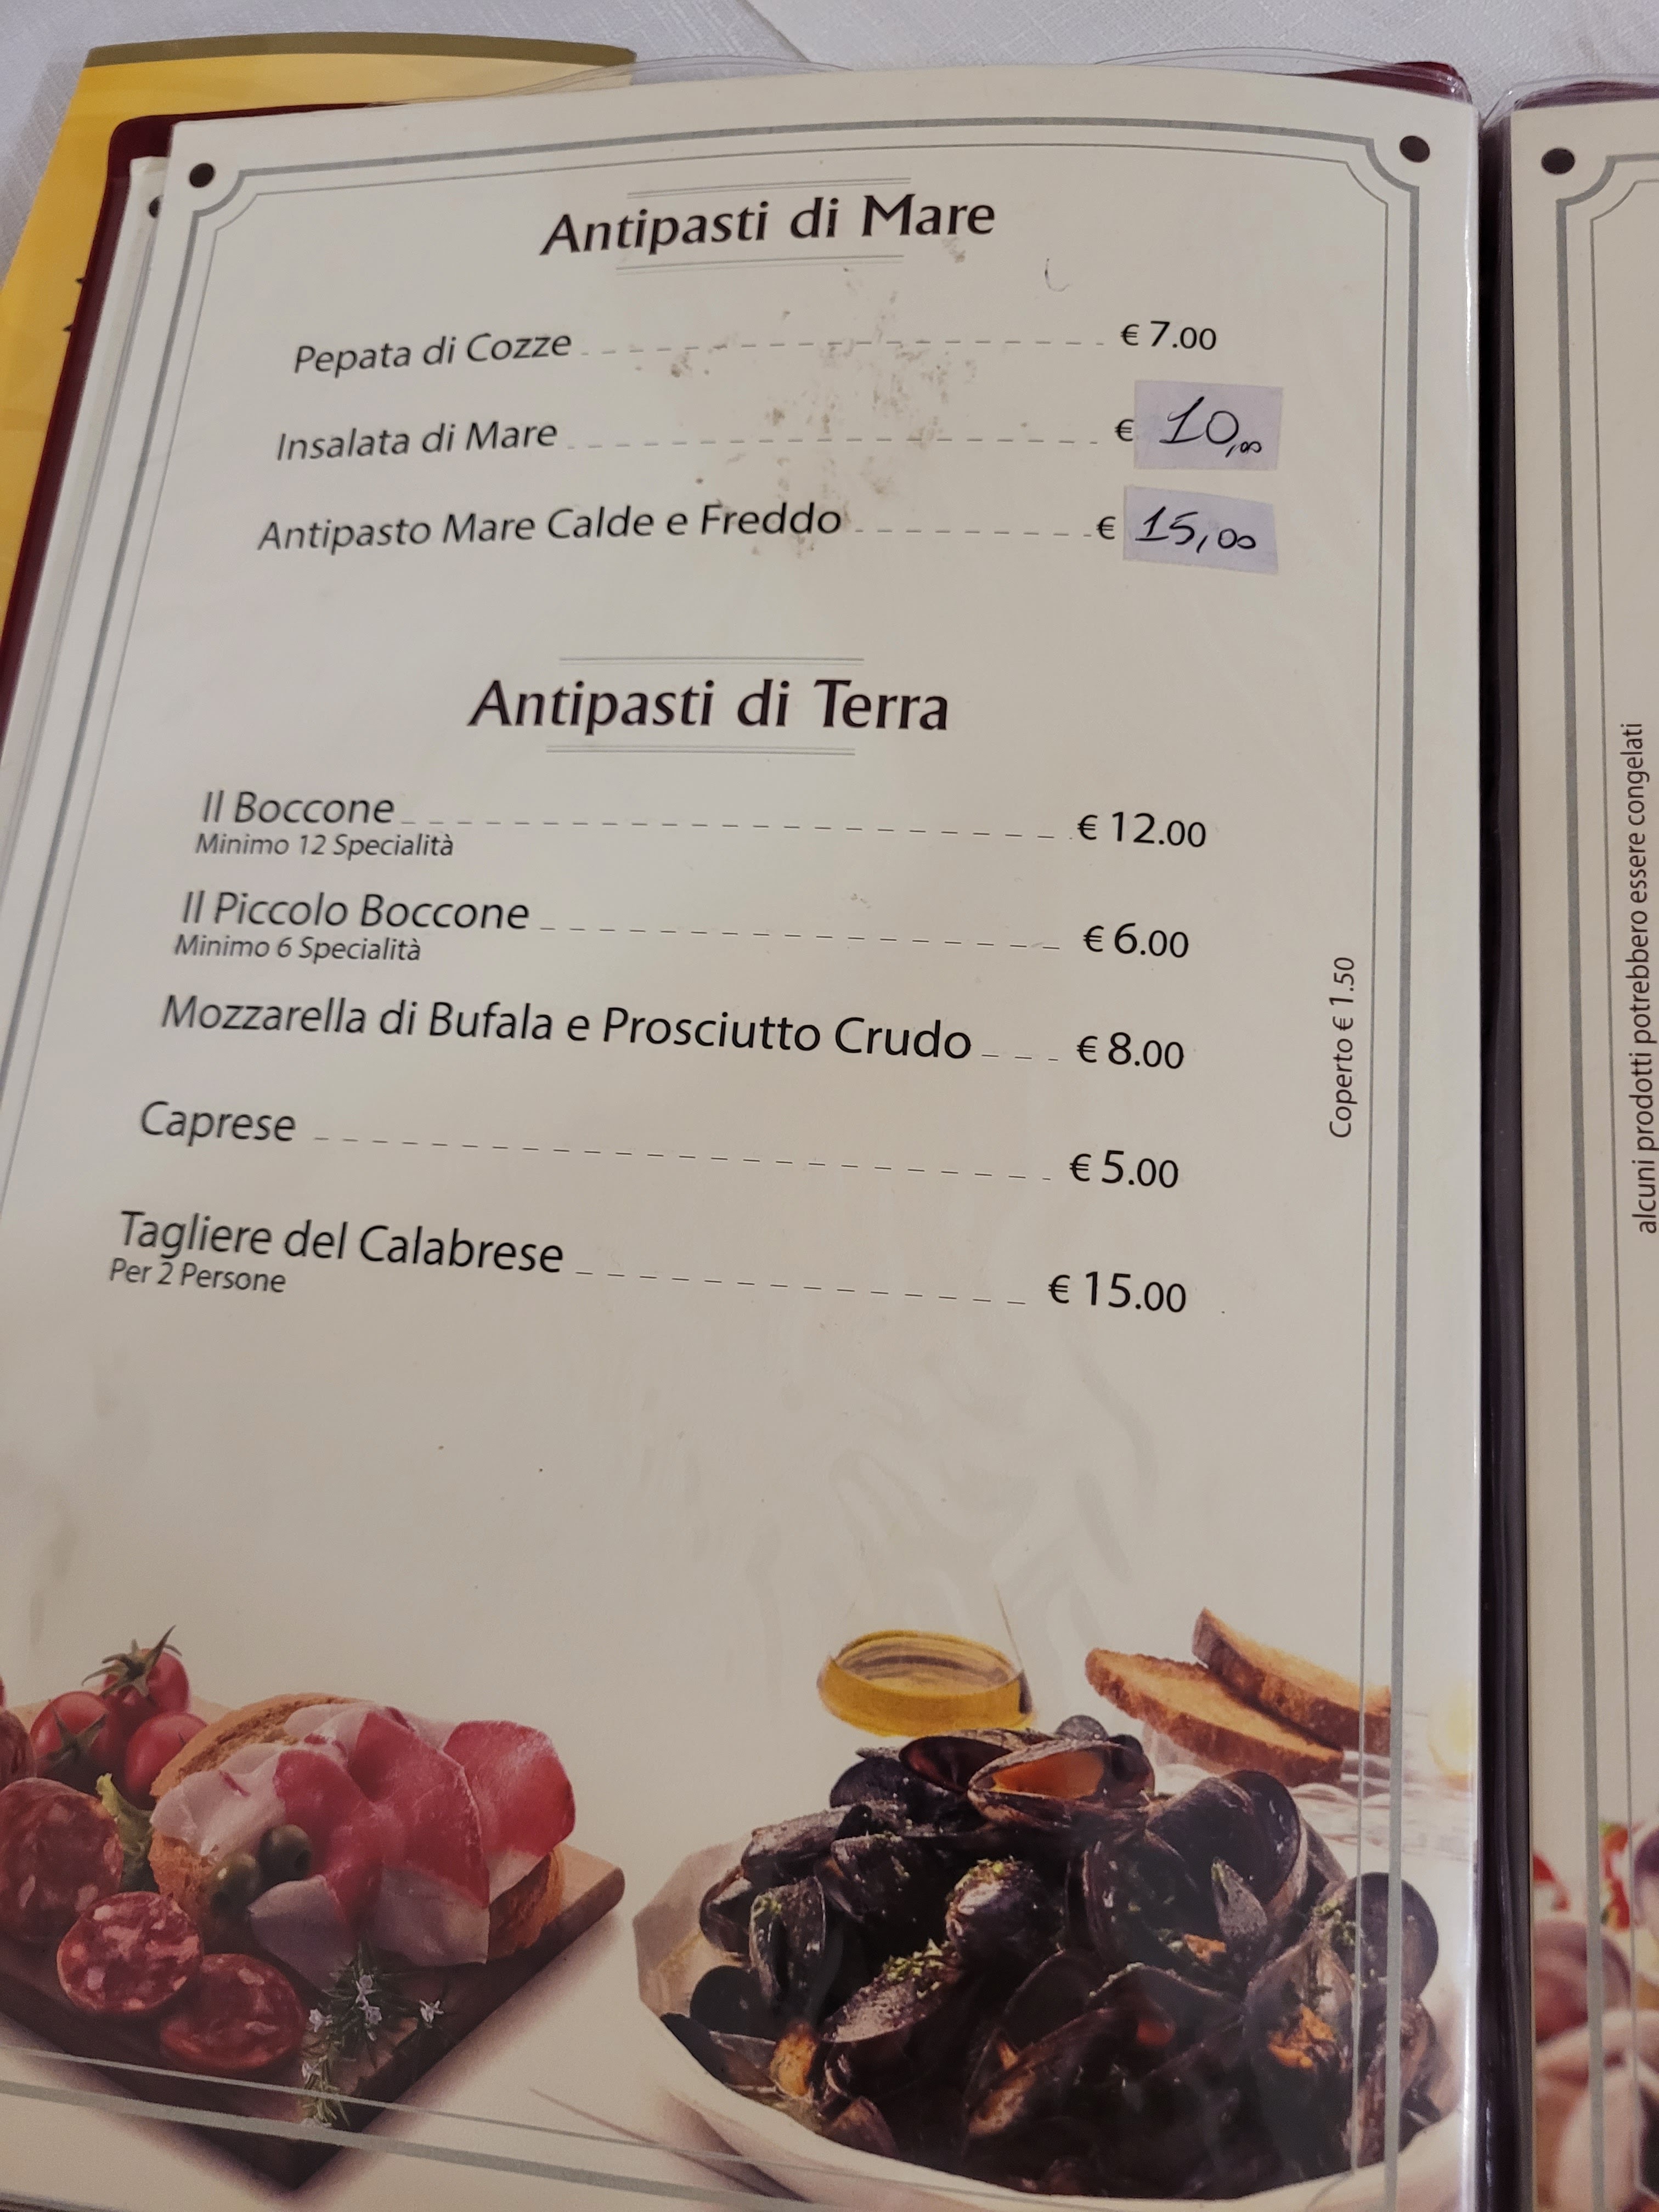 Antipasti di Mare
Pepata di Cozze € 7.00
Insalata di Mare € 10,00
Antipasto Mare Calde e Freddo € 15,00
Antipasti di Terra
Il Boccone € 12.00
Minimo 12 Specialità
Il Piccolo Boccone € 6.00
Minimo 6 Specialità
Mozzarella di Bufala e Prosciutto Crudo € 8.00
Caprese € 5.00
Tagliere del Calabrese € 15.00
Per 2 Persone
Coperto € 1.50
alcuni prodotti potrebbero essere congelati